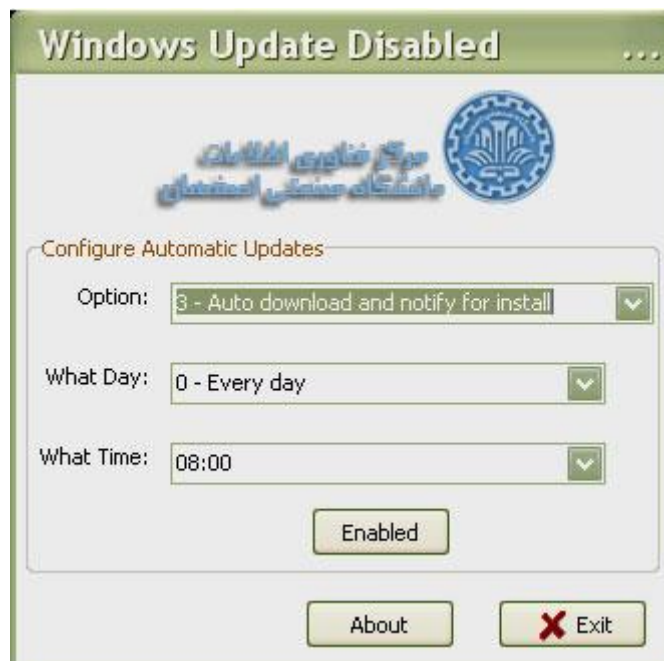 Windows Update Disabled ...
مرکز فناوری اطلاعات
دانشگاه صنعتی اصفهان
Configure Automatic Updates
Option: 3 - Auto download and notify for install
What Day: 0 - Every day
What Time: 08:00
Enabled
About Exit